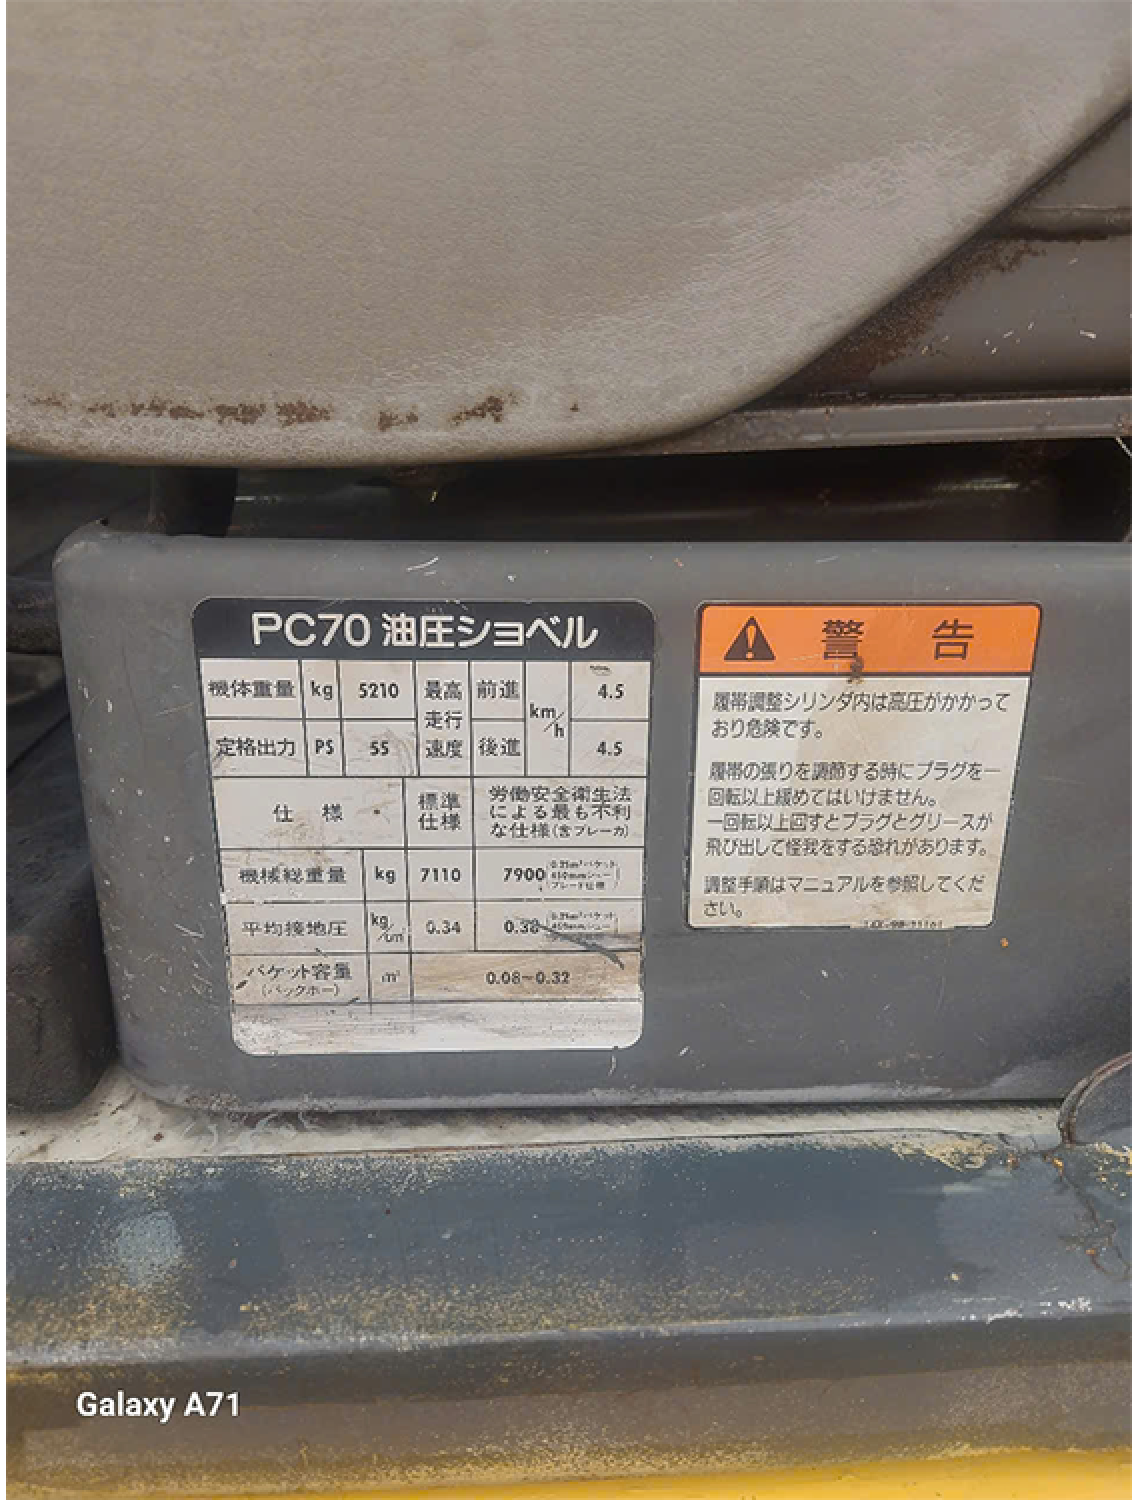 PC70 油圧ショベル
機体重量 kg 5210 最高走行速度 前進 km/h 4.5
定格出力 PS 55 後進 4.5
仕様 標準仕様 労働安全衛生法による最も不利な仕様(含ブレーカ)
機械総重量 kg 7110 7900
平均接地圧 kg/cm² 0.34 0.38
バケット容量 (バックホー) m³ 0.08~0.32
警告
履帯調整シリンダ内は高圧がかかって
おり危険です。
履帯の張りを調節する時にプラグを一
回転以上緩めてはいけません。
一回転以上回すとプラグとグリースが
飛び出して怪我をする恐れがあります。
調整手順はマニュアルを参照してくだ
さい。
Galaxy A71